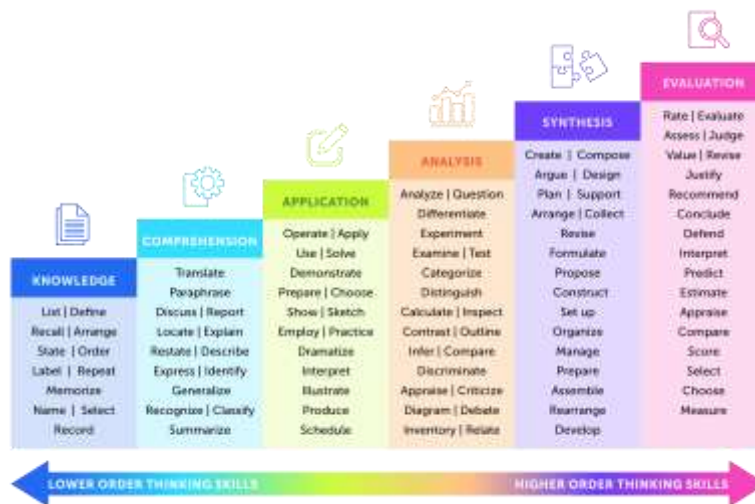 KNOWLEDGE
List | Define
Recall | Arrange
State | Order
Label | Repeat
Memorize
Name | Select
Record
COMPREHENSION
Translate
Paraphrase
Discuss | Report
Locate | Explain
Restate | Describe
Express | Identify
Generalize
Recognize | Classify
Summarize
APPLICATION
Operate | Apply
Use | Solve
Demonstrate
Prepare | Choose
Show | Sketch
Employ | Practice
Dramatize
Interpret
Illustrate
Produce
Schedule
ANALYSIS
Analyze | Question
Differentiate
Experiment
Examine | Test
Categorize
Distinguish
Calculate | Inspect
Contrast | Outline
Infer | Compare
Discriminate
Appraise | Criticize
Diagram | Debate
Inventory | Relate
SYNTHESIS
Create | Compose
Argue | Design
Plan | Support
Arrange | Collect
Revise
Formulate
Propose
Construct
Set up
Organize
Manage
Prepare
Assemble
Rearrange
Develop
EVALUATION
Rate | Evaluate
Assess | Judge
Value | Revise
Justify
Recommend
Conclude
Defend
Interpret
Predict
Estimate
Appraise
Compare
Score
Select
Choose
Measure
LOWER ORDER THINKING SKILLS
HIGHER ORDER THINKING SKILLS